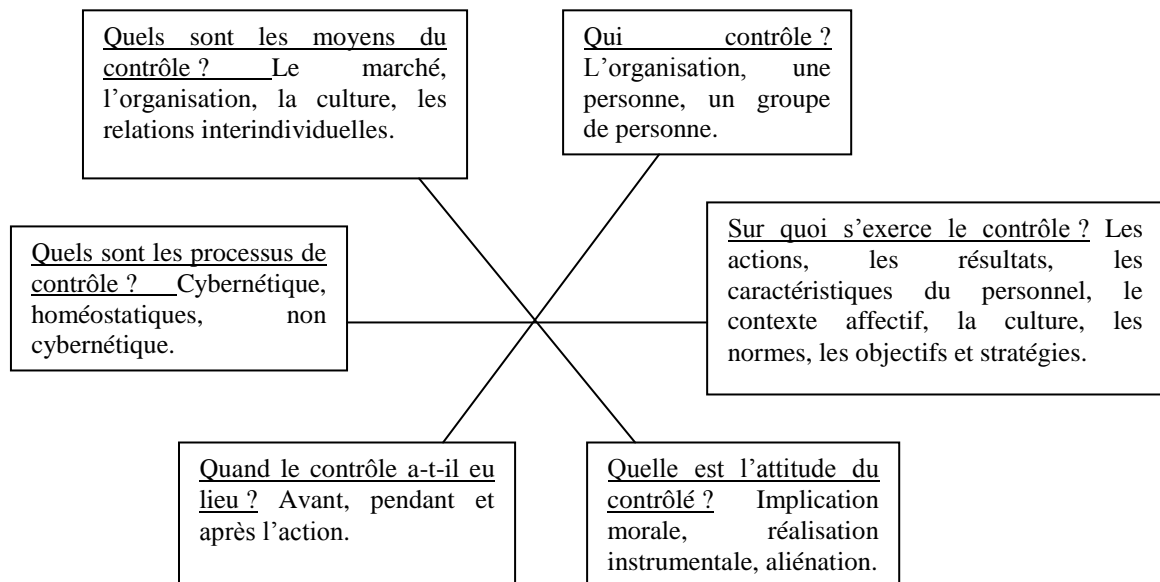 Quels sont les moyens du
contrôle ? Le marché,
l'organisation, la culture, les
relations interindividuelles.
Qui contrôle ?
L'organisation, une
personne, un groupe
de personne.
Quels sont les processus de
contrôle ? Cybernétique,
homéostatiques, non
cybernétique.
Sur quoi s'exerce le contrôle ? Les
actions, les résultats, les
caractéristiques du personnel, le
contexte affectif, la culture, les
normes, les objectifs et stratégies.
Quand le contrôle a-t-il eu
lieu ? Avant, pendant et
après l'action.
Quelle est l'attitude du
contrôlé ? Implication
morale, réalisation
instrumentale, aliénation.